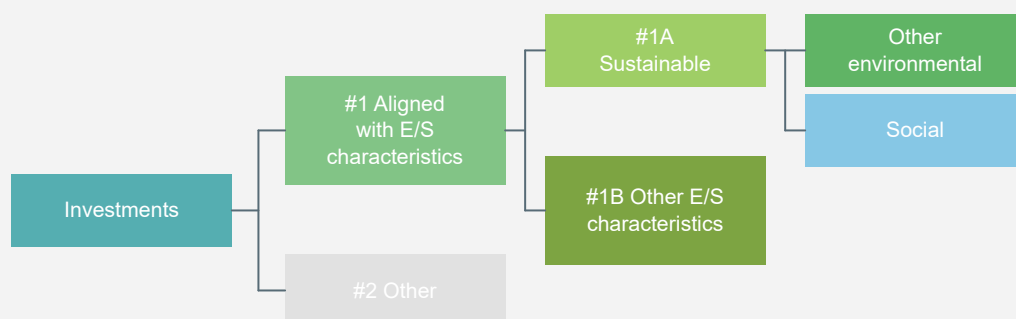 #1A
Sustainable
Other
environmental
#1 Aligned
with E/S
characteristics
Social
Investments
#1B Other E/S
characteristics
#2 Other